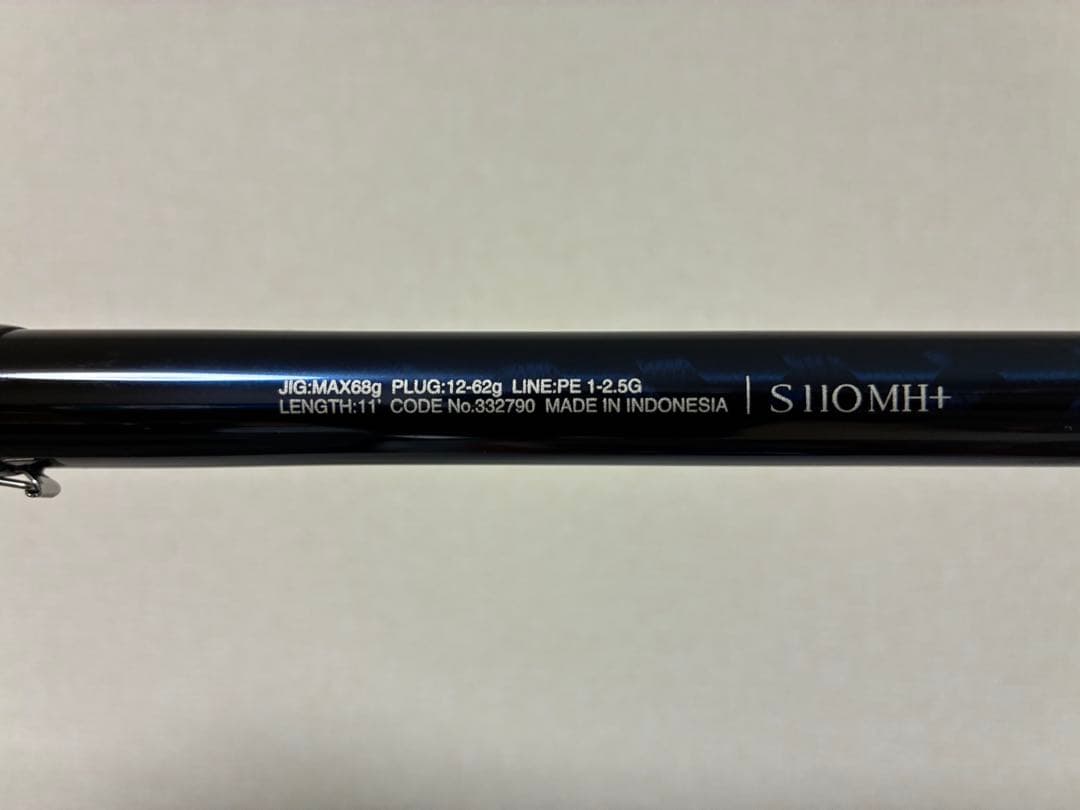 JIG:MAX68g PLUG:12-62g LINE:PE 1-2.5G
LENGTH:11' CODE No.332790 MADE IN INDONESIA
S110MH+